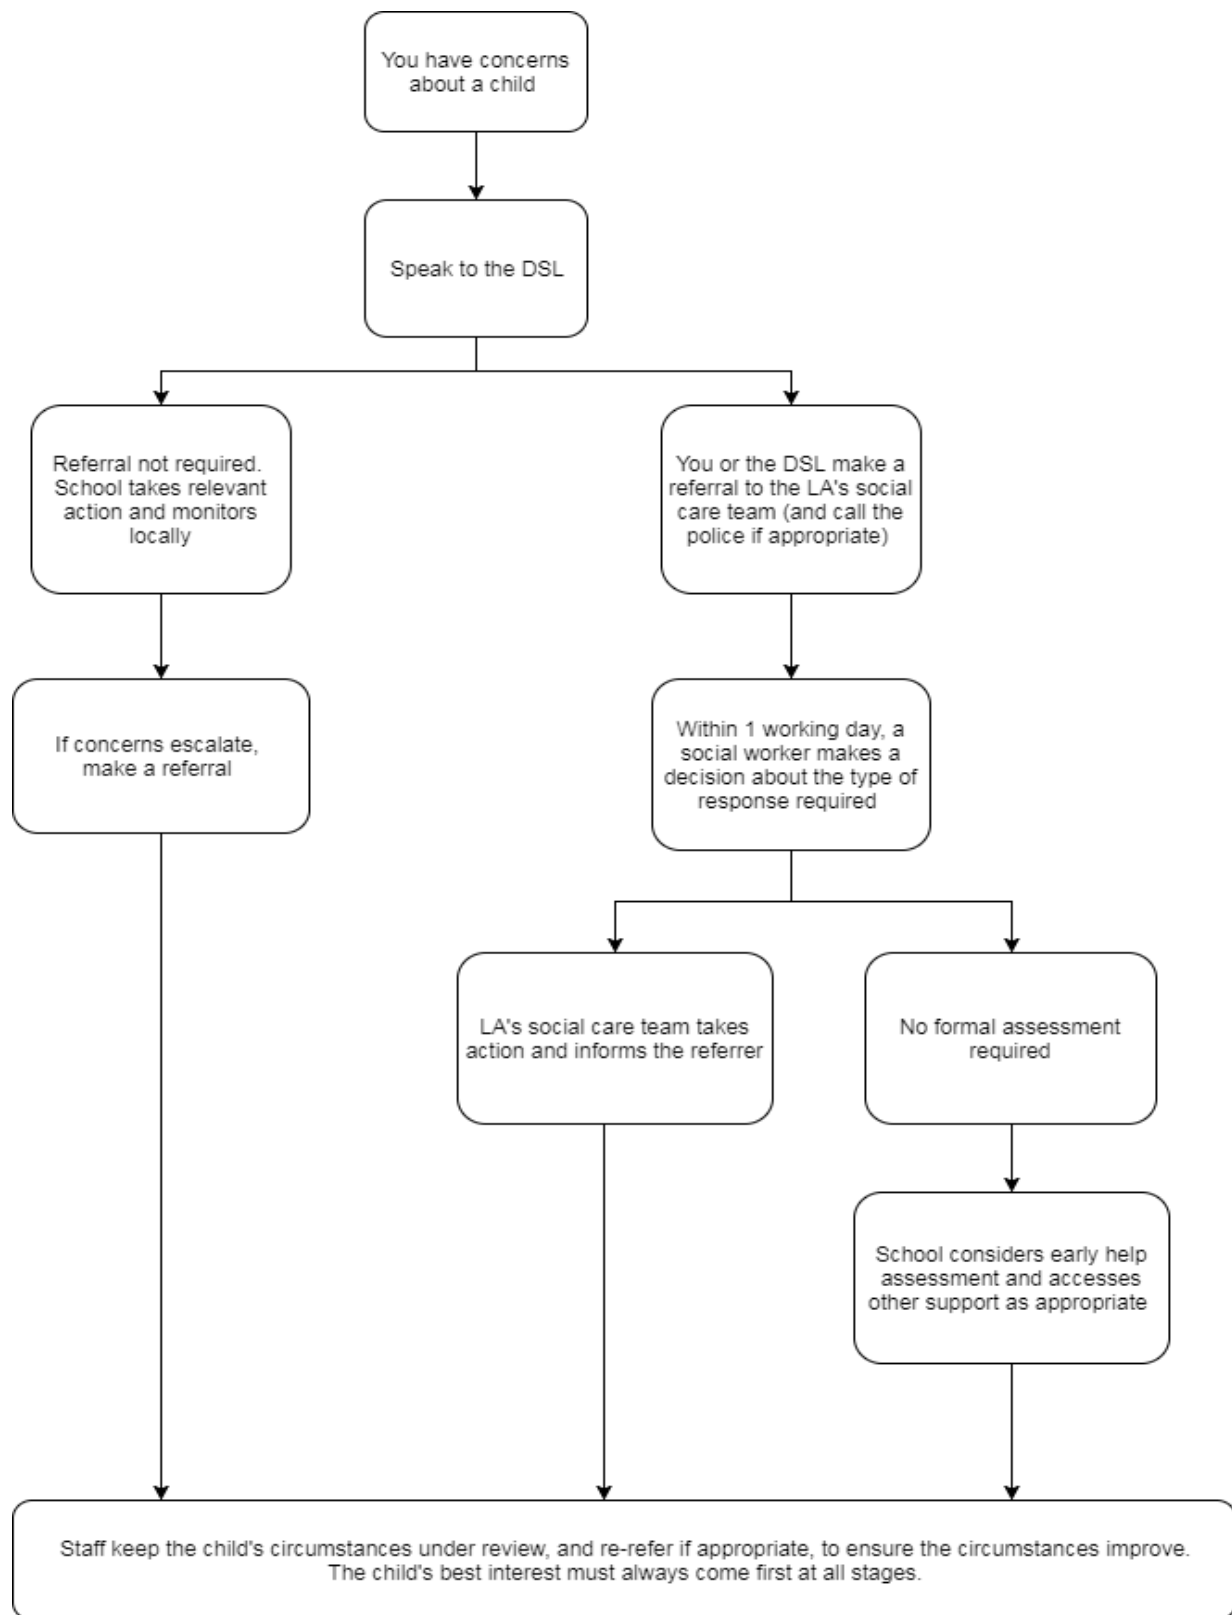 You have concerns
about a child
Speak to the DSL
Referral not required.
School takes relevant
action and monitors
locally
You or the DSL make a
referral to the LA's social
care team (and call the
police if appropriate)
If concerns escalate,
make a referral
Within 1 working day, a
social worker makes a
decision about the type of
response required
LA's social care team takes
action and informs the referrer
No formal assessment
required
School considers early help
assessment and accesses
other support as appropriate
Staff keep the child's circumstances under review, and re-refer if appropriate, to ensure the circumstances improve.
The child's best interest must always come first at all stages.